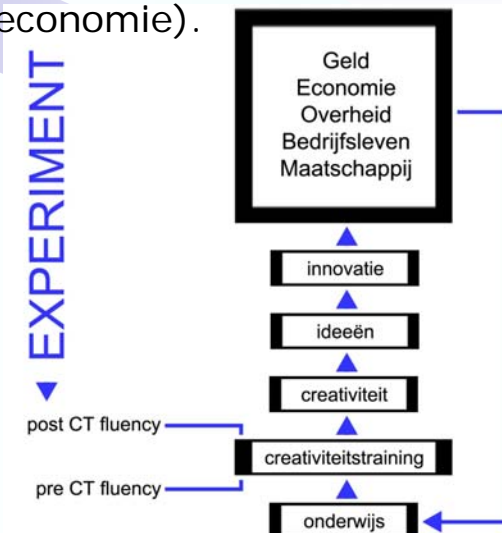 economie).
EXPERIMENT
Geld
Economie
Overheid
Bedrijfsleven
Maatschappij
innovatie
ideeën
creativiteit
post CT fluency
creativiteitstraining
pre CT fluency
onderwijs